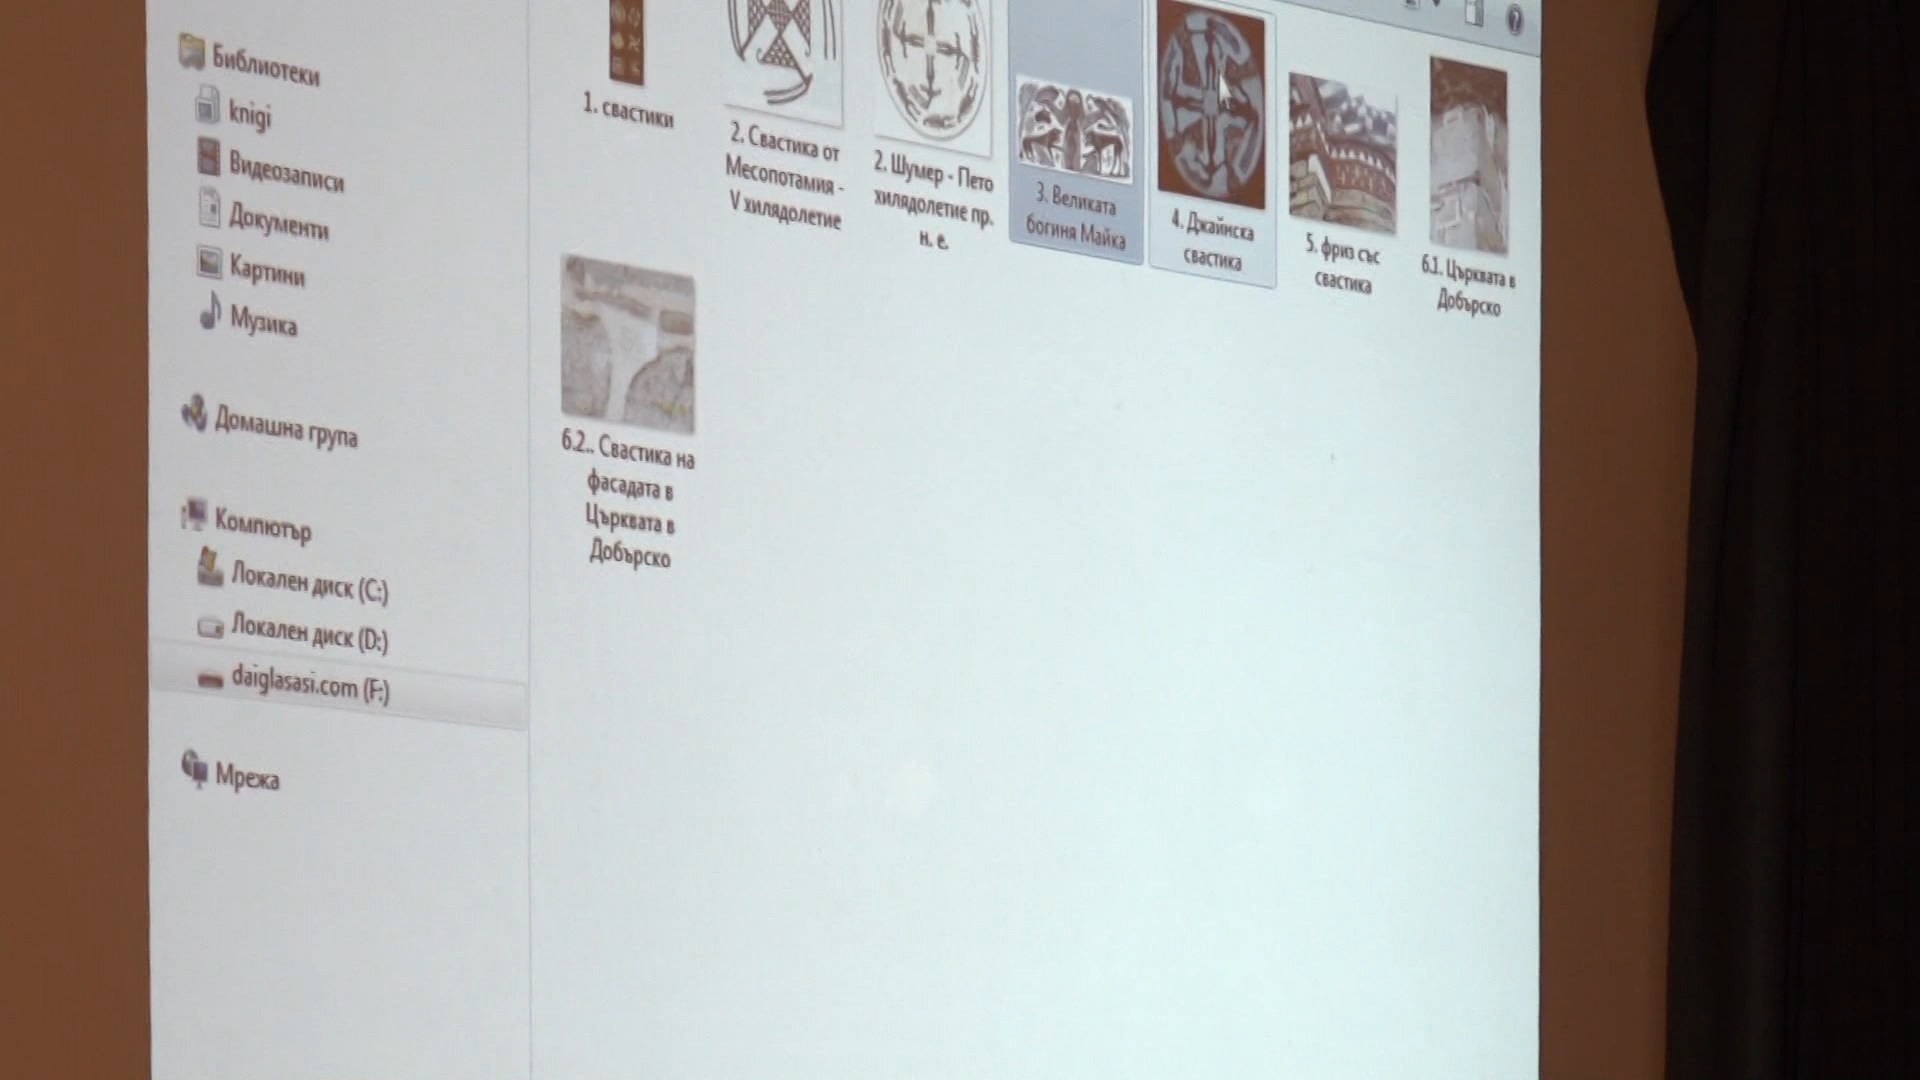 Библиотеки
knigi
Видеозаписи
Документи
Картини
Музика
Домашна група
Компютър
Локален диск (C:)
Локален диск (D:)
daiglasasi.com (F:)
Мрежа
1. свастики
2. Свастика от
Месопотамия -
V хилядолетие
2. Шумер - Пето
хилядолетие пр.
н. е.
3. Великата
богиня Майка
4. Джайнска
свастика
5. фриз със
свастика
6.1. Църквата в
Добърско
6.2.. Свастика на
фасадата в
Църквата в
Добърско